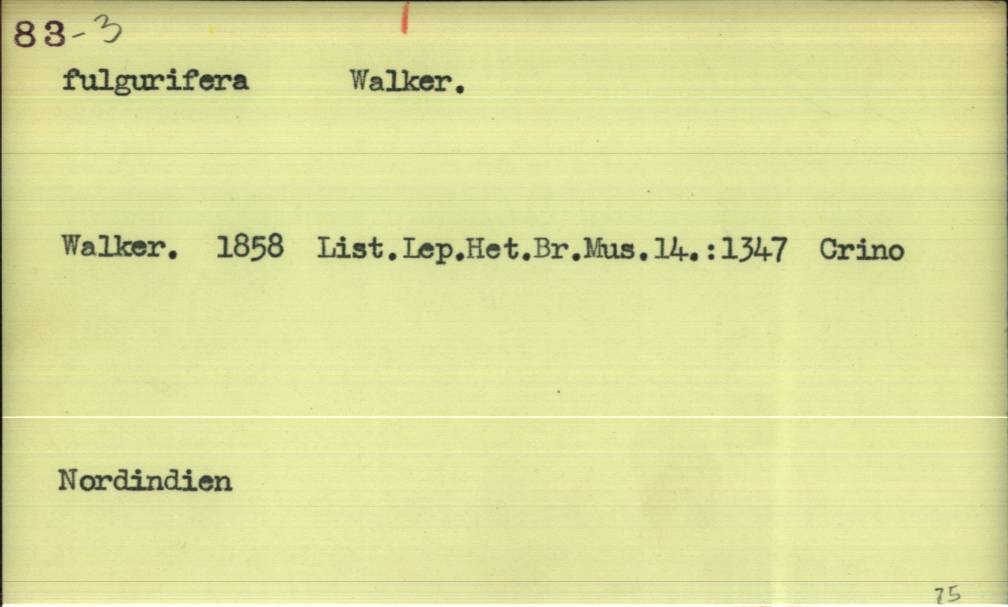 83-3
fulgurifera Walker.
Walker. 1858 List.Lep.Het.Br.Mus.14.:1347 Crino
Nordindien
75